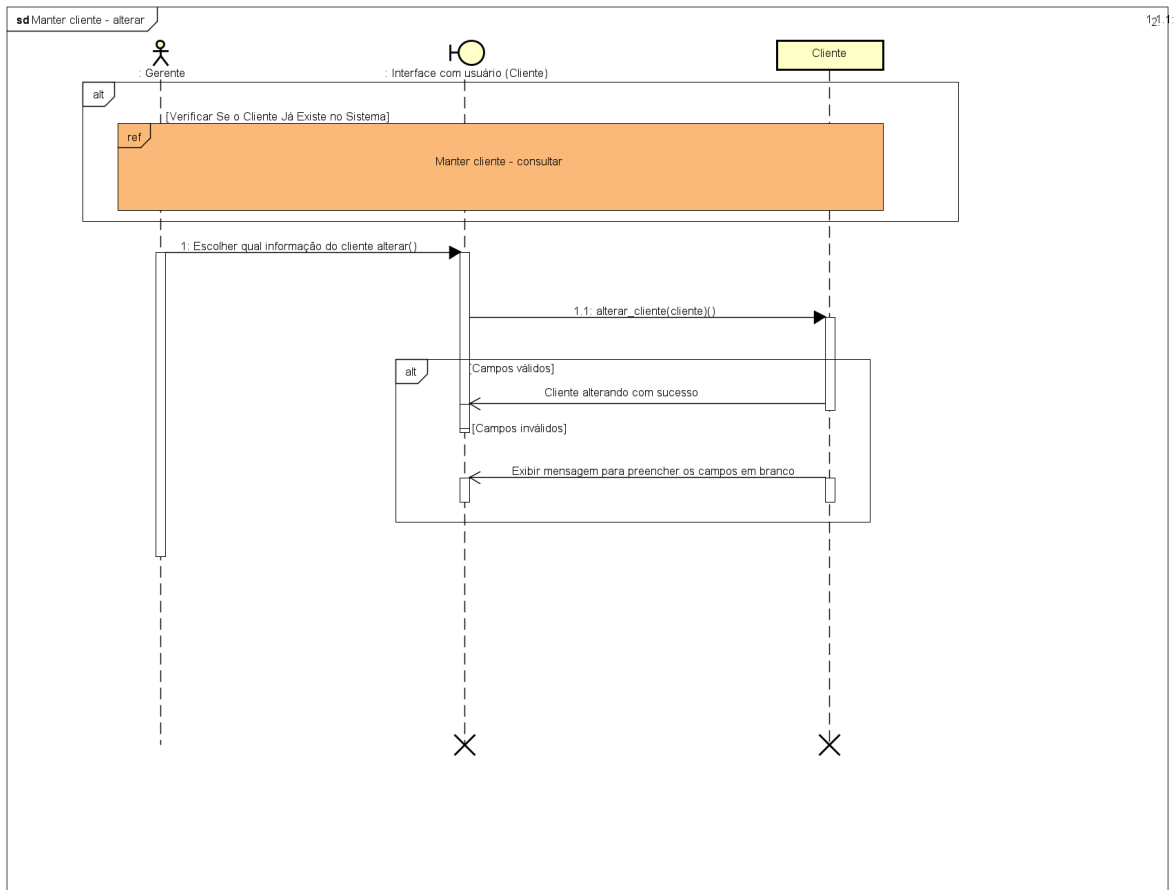 sd Manter cliente - alterar
: Gerente
: Interface com usuário (Cliente)
Cliente
alt
[Verificar Se o Cliente Já Existe no Sistema]
ref
Manter cliente - consultar
1: Escolher qual informação do cliente alterar()
1.1: alterar_cliente(cliente)()
alt
[Campos válidos]
Cliente alterando com sucesso
[Campos inválidos]
Exibir mensagem para preencher os campos em branco